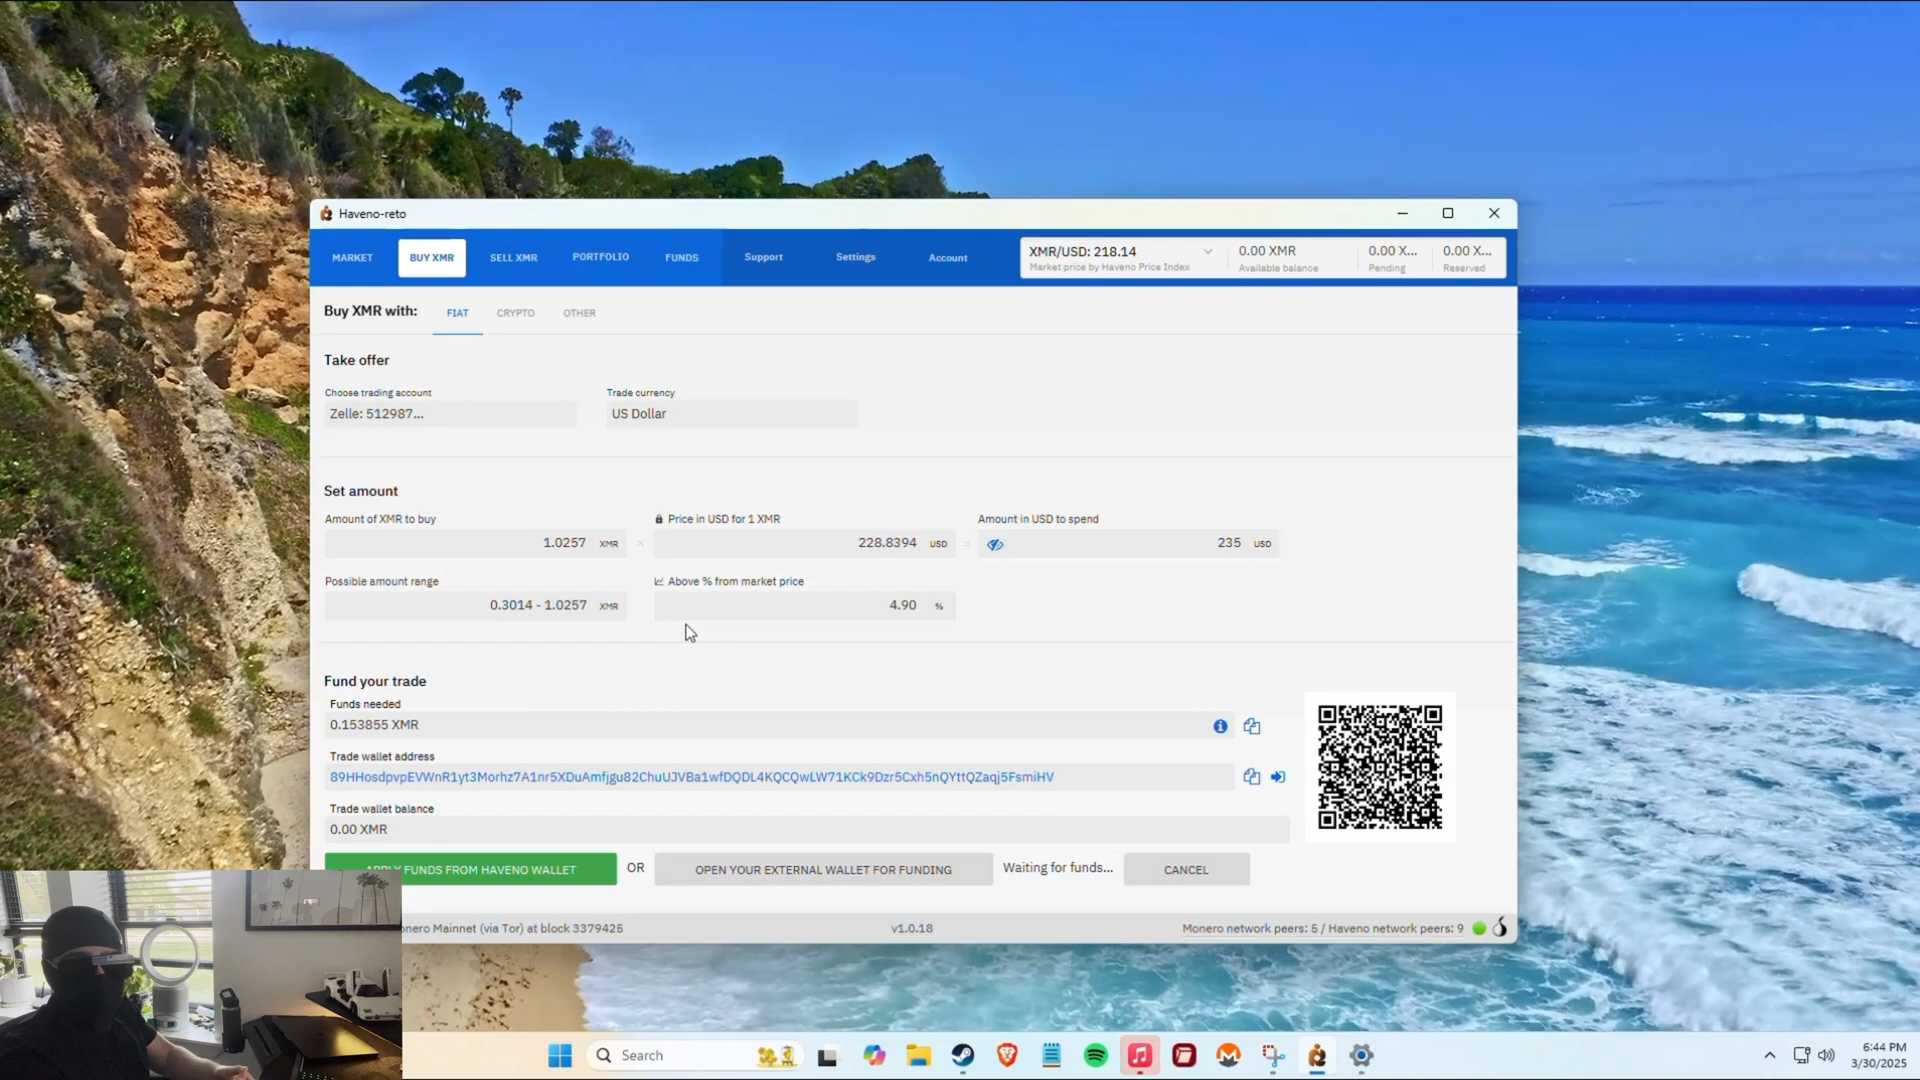 Haveno-reto
MARKET BUY XMR SELL XMR PORTFOLIO FUNDS Support Settings Account
XMR/USD: 218.14 0.00 XMR 0.00 X... 0.00 X...
Market price by Haveno Price Index Available balance Pending Reserved
Buy XMR with: FIAT CRYPTO OTHER
Take offer
Choose trading account Trade currency
Zelle: 512987... US Dollar
Set amount
Amount of XMR to buy Price in USD for 1 XMR Amount in USD to spend
1.0257 XMR × 228.8394 USD = 235 USD
Possible amount range Above % from market price
0.3014 - 1.0257 XMR 4.90 %
Fund your trade
Funds needed
0.153855 XMR
Trade wallet address
89HHosdpvpEVWnR1yt3Morhz7A1nr5XDuAmfjgu82ChuUJVBa1wfDQDL4KQCQwLW71KCk9Dzr5Cxh5nQYttQZaqj5FsmiHV
Trade wallet balance
0.00 XMR
FUNDS FROM HAVENO WALLET OR OPEN YOUR EXTERNAL WALLET FOR FUNDING Waiting for funds... CANCEL
onero Mainnet (via Tor) at block 3379425 v1.0.18 Monero network peers: 5 / Haveno network peers: 9
Search
6:44 PM
3/30/2025